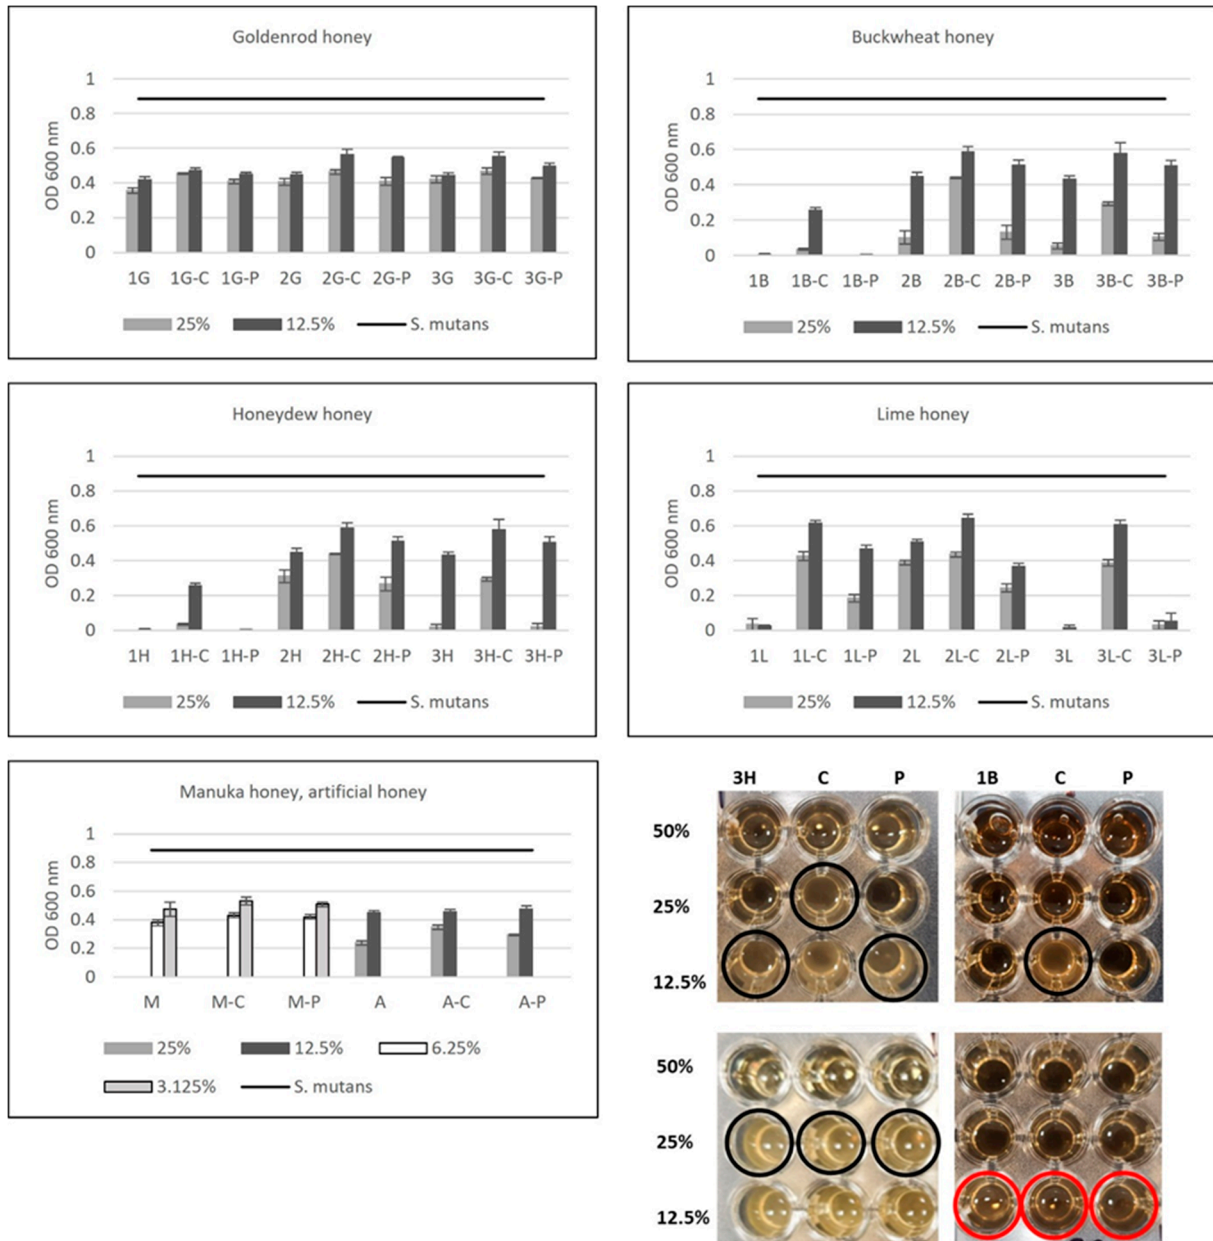 Goldenrod honey
OD 600 nm
1
0.8
0.6
0.4
0.2
0
1G 1G-C 1G-P 2G 2G-C 2G-P 3G 3G-C 3G-P
25% 12.5% S. mutans
Buckwheat honey
OD 600 nm
1
0.8
0.6
0.4
0.2
0
1B 1B-C 1B-P 2B 2B-C 2B-P 3B 3B-C 3B-P
25% 12.5% S. mutans
Honeydew honey
OD 600 nm
1
0.8
0.6
0.4
0.2
0
1H 1H-C 1H-P 2H 2H-C 2H-P 3H 3H-C 3H-P
25% 12.5% S. mutans
Lime honey
OD 600 nm
1
0.8
0.6
0.4
0.2
0
1L 1L-C 1L-P 2L 2L-C 2L-P 3L 3L-C 3L-P
25% 12.5% S. mutans
Manuka honey, artificial honey
OD 600 nm
1
0.8
0.6
0.4
0.2
0
M M-C M-P A A-C A-P
25% 12.5% 6.25%
3.125% S. mutans
3H C P 1B C P
50%
25%
12.5%
50%
25%
12.5%